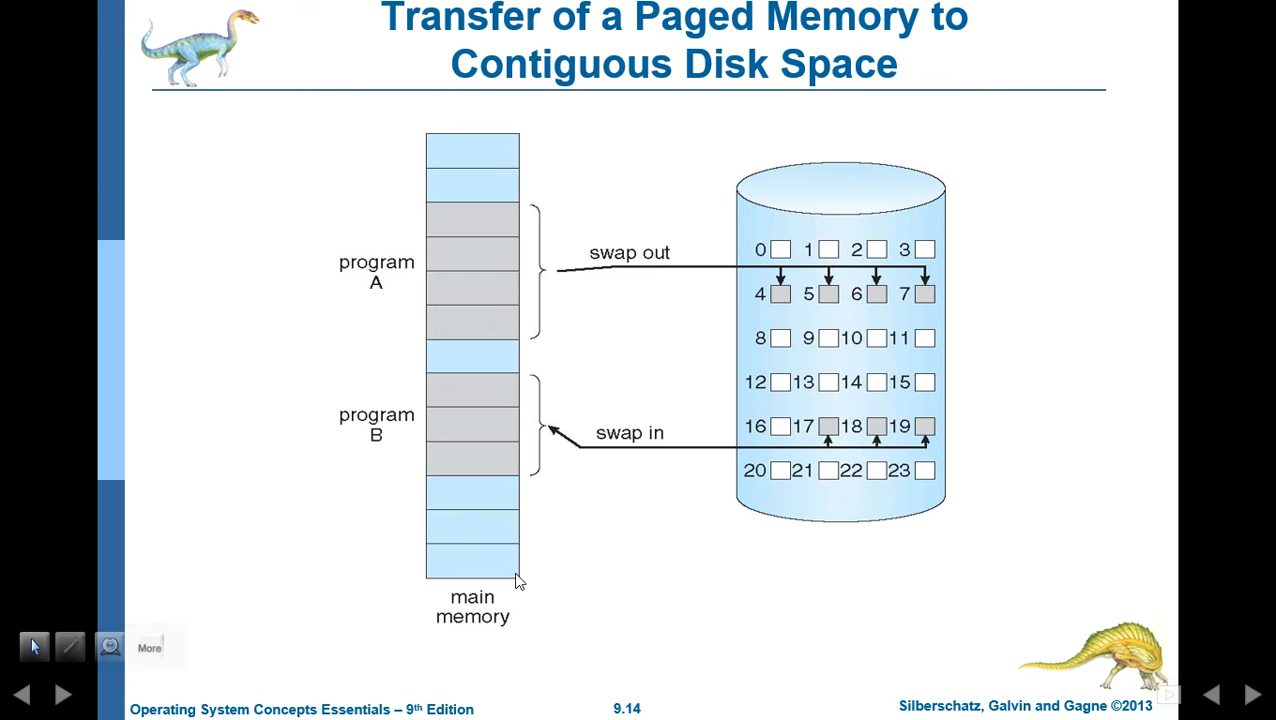 Transfer of a Paged Memory to
Contiguous Disk Space
program
A
swap out
0 1 2 3
4 5 6 7
8 9 10 11
12 13 14 15
program
B
swap in
16 17 18 19
20 21 22 23
main
memory
More
Operating System Concepts Essentials – 9th Edition
9.14
Silberschatz, Galvin and Gagne ©2013